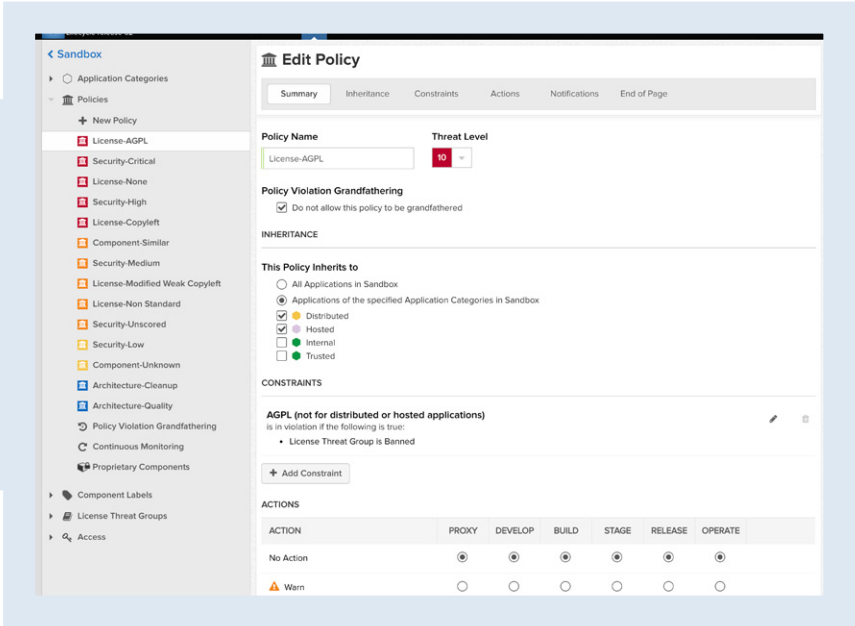 Sandbox
Application Categories
Policies
New Policy
License-AGPL
Security-Critical
License-None
Security-High
License-Copyleft
Component-Similar
Security-Medium
License-Modified Weak Copyleft
License-Non Standard
Security-Unscored
Security-Low
Component-Unknown
Architecture-Cleanup
Architecture-Quality
Policy Violation Grandfathering
Continuous Monitoring
Proprietary Components
Component Labels
License Threat Groups
Access
Edit Policy
Summary Inheritance Constraints Actions Notifications End of Page
Policy Name Threat Level
License-AGPL 10
Policy Violation Grandfathering
Do not allow this policy to be grandfathered
INHERITANCE
This Policy Inherits to
All Applications in Sandbox
Applications of the specified Application Categories in Sandbox
Distributed
Hosted
Internal
Trusted
CONSTRAINTS
AGPL (not for distributed or hosted applications)
is in violation if the following is true:
• License Threat Group is Banned
Add Constraint
ACTIONS
ACTION PROXY DEVELOP BUILD STAGE RELEASE OPERATE
No Action
Warn